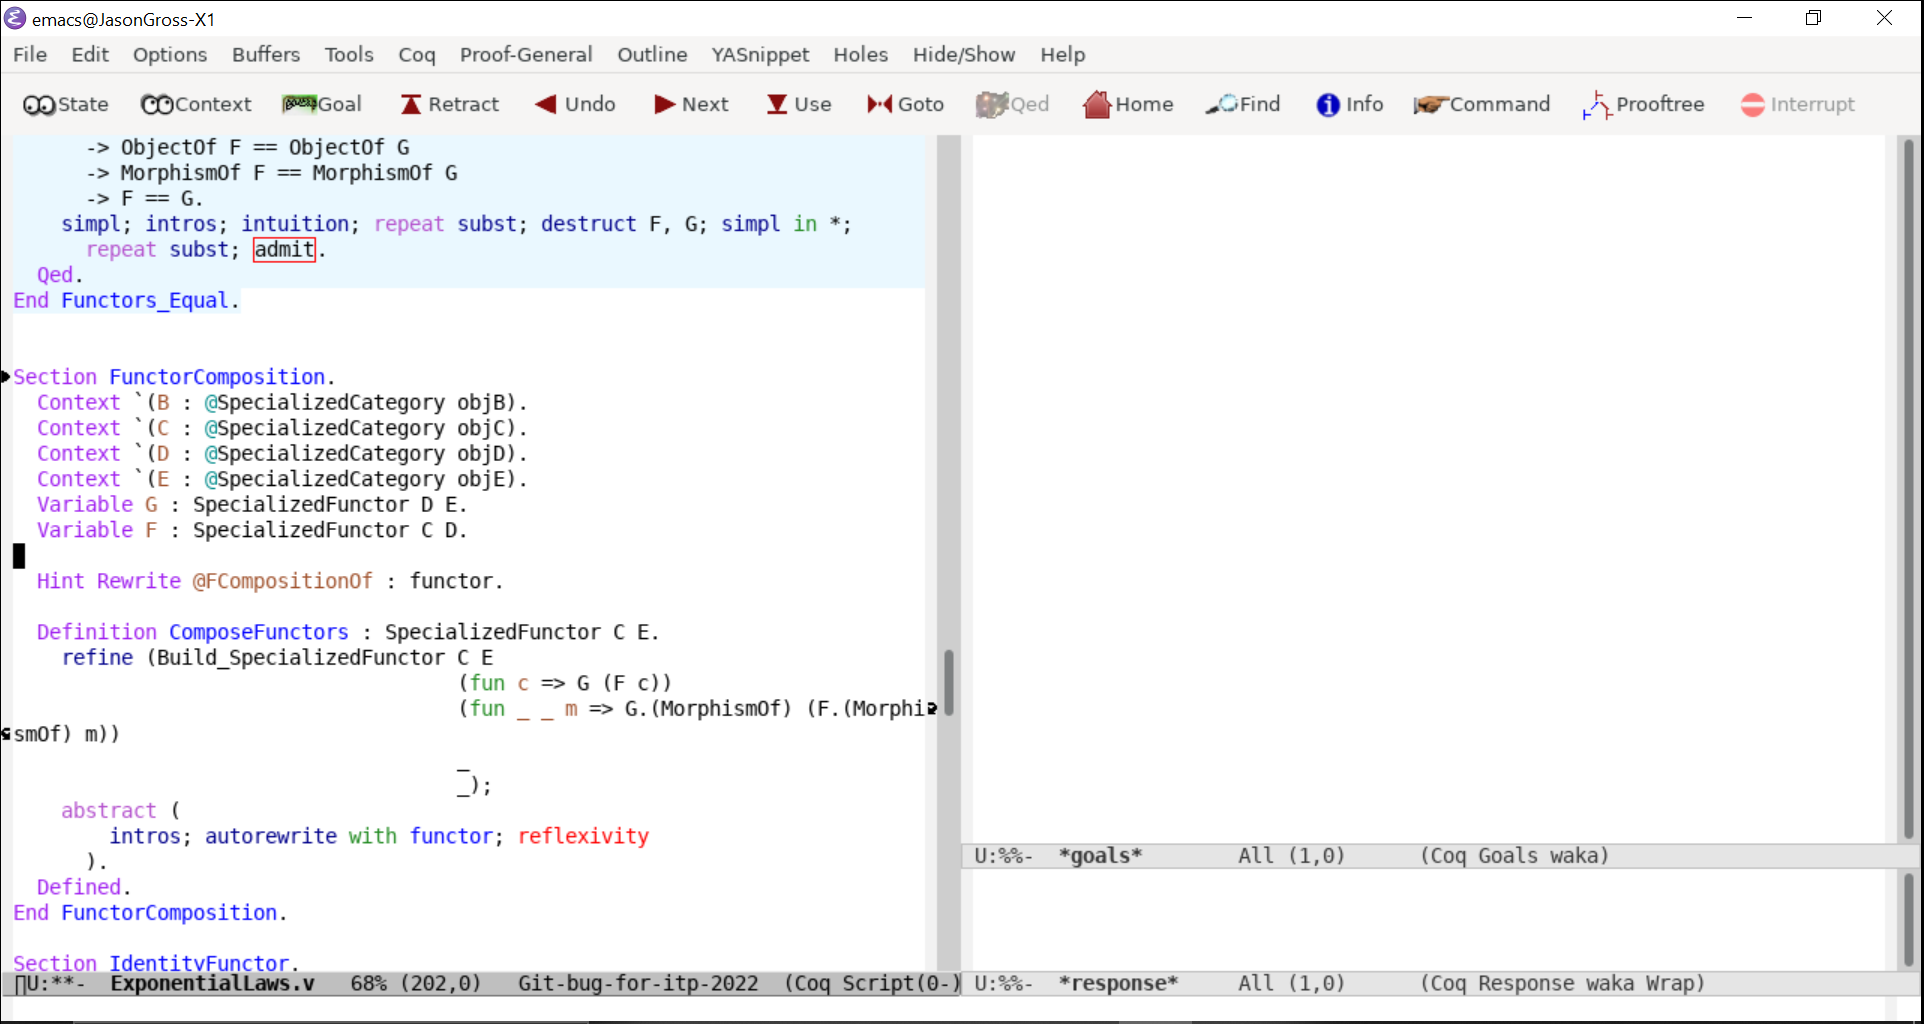 emacs@JasonGross-X1
File Edit Options Buffers Tools Coq Proof-General Outline YASnippet Holes Hide/Show Help
State Context Goal Retract Undo Next Use Goto Qed Home Find Info Command Prooftree Interrupt
-> ObjectOf F == ObjectOf G
-> MorphismOf F == MorphismOf G
-> F == G.
simpl; intros; intuition; repeat subst; destruct F, G; simpl in *;
repeat subst; admit.
Qed.
End Functors_Equal.
Section FunctorComposition.
Context `(B : @SpecializedCategory objB).
Context `(C : @SpecializedCategory objC).
Context `(D : @SpecializedCategory objD).
Context `(E : @SpecializedCategory objE).
Variable G : SpecializedFunctor D E.
Variable F : SpecializedFunctor C D.
Hint Rewrite @FCompositionOf : functor.
Definition ComposeFunctors : SpecializedFunctor C E.
refine (Build_SpecializedFunctor C E
(fun c => G (F c))
(fun _ _ m => G.(MorphismOf) (F.(Morphi
smOf) m))
_
_);
abstract (
intros; autorewrite with functor; reflexivity
).
Defined.
End FunctorComposition.
Section IdentityFunctor.
U:**- ExponentialLaws.v 68% (202,0) Git-bug-for-itp-2022 (Coq Script(0-)
U:%%- *goals* All (1,0) (Coq Goals waka)
U:%%- *response* All (1,0) (Coq Response waka Wrap)